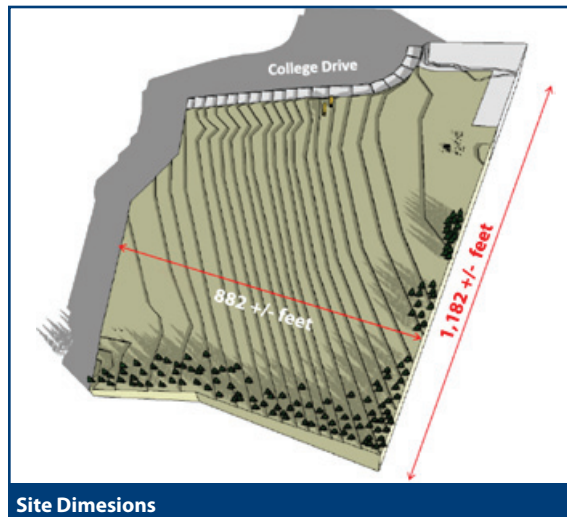 College Drive
882 +/- feet
1,182 +/- feet
Site Dimesions